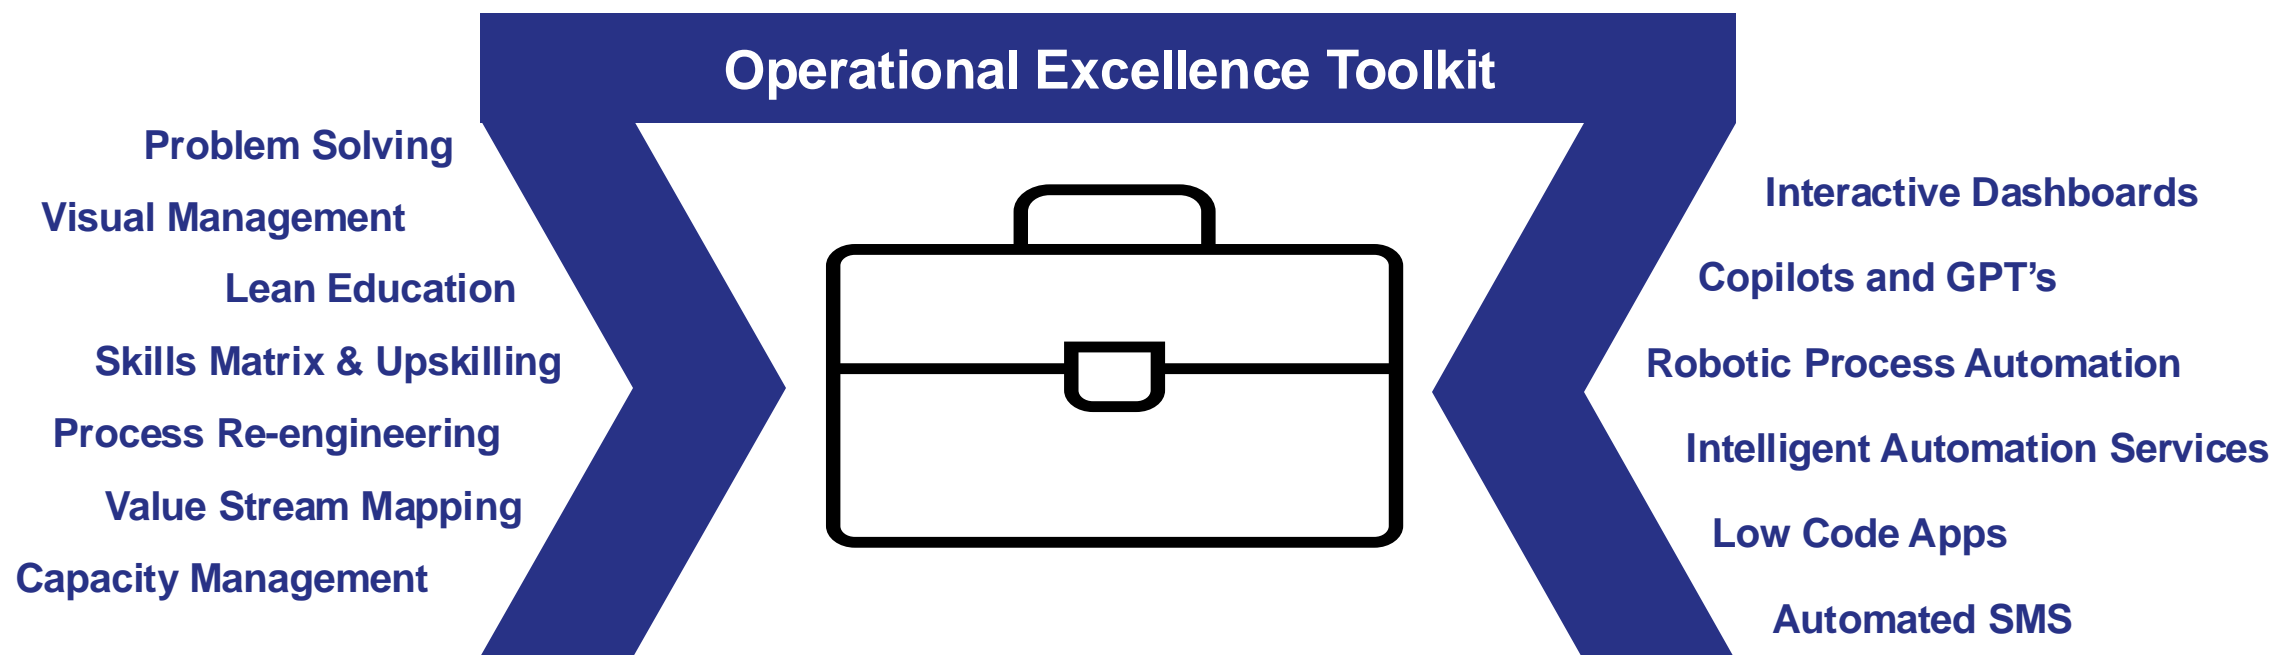 Operational Excellence Toolkit
Problem Solving
Visual Management
Lean Education
Skills Matrix & Upskilling
Process Re-engineering
Value Stream Mapping
Capacity Management
Interactive Dashboards
Copilots and GPT’s
Robotic Process Automation
Intelligent Automation Services
Low Code Apps
Automated SMS